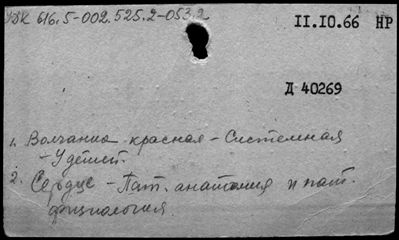 УДК 616.5-002.525.2-053.2
11.10.66 НР
Д 40269
1. Волчанка красная - Системная
- У детей.
2. Сердце - Пат. анатомия и пат.
физиология.